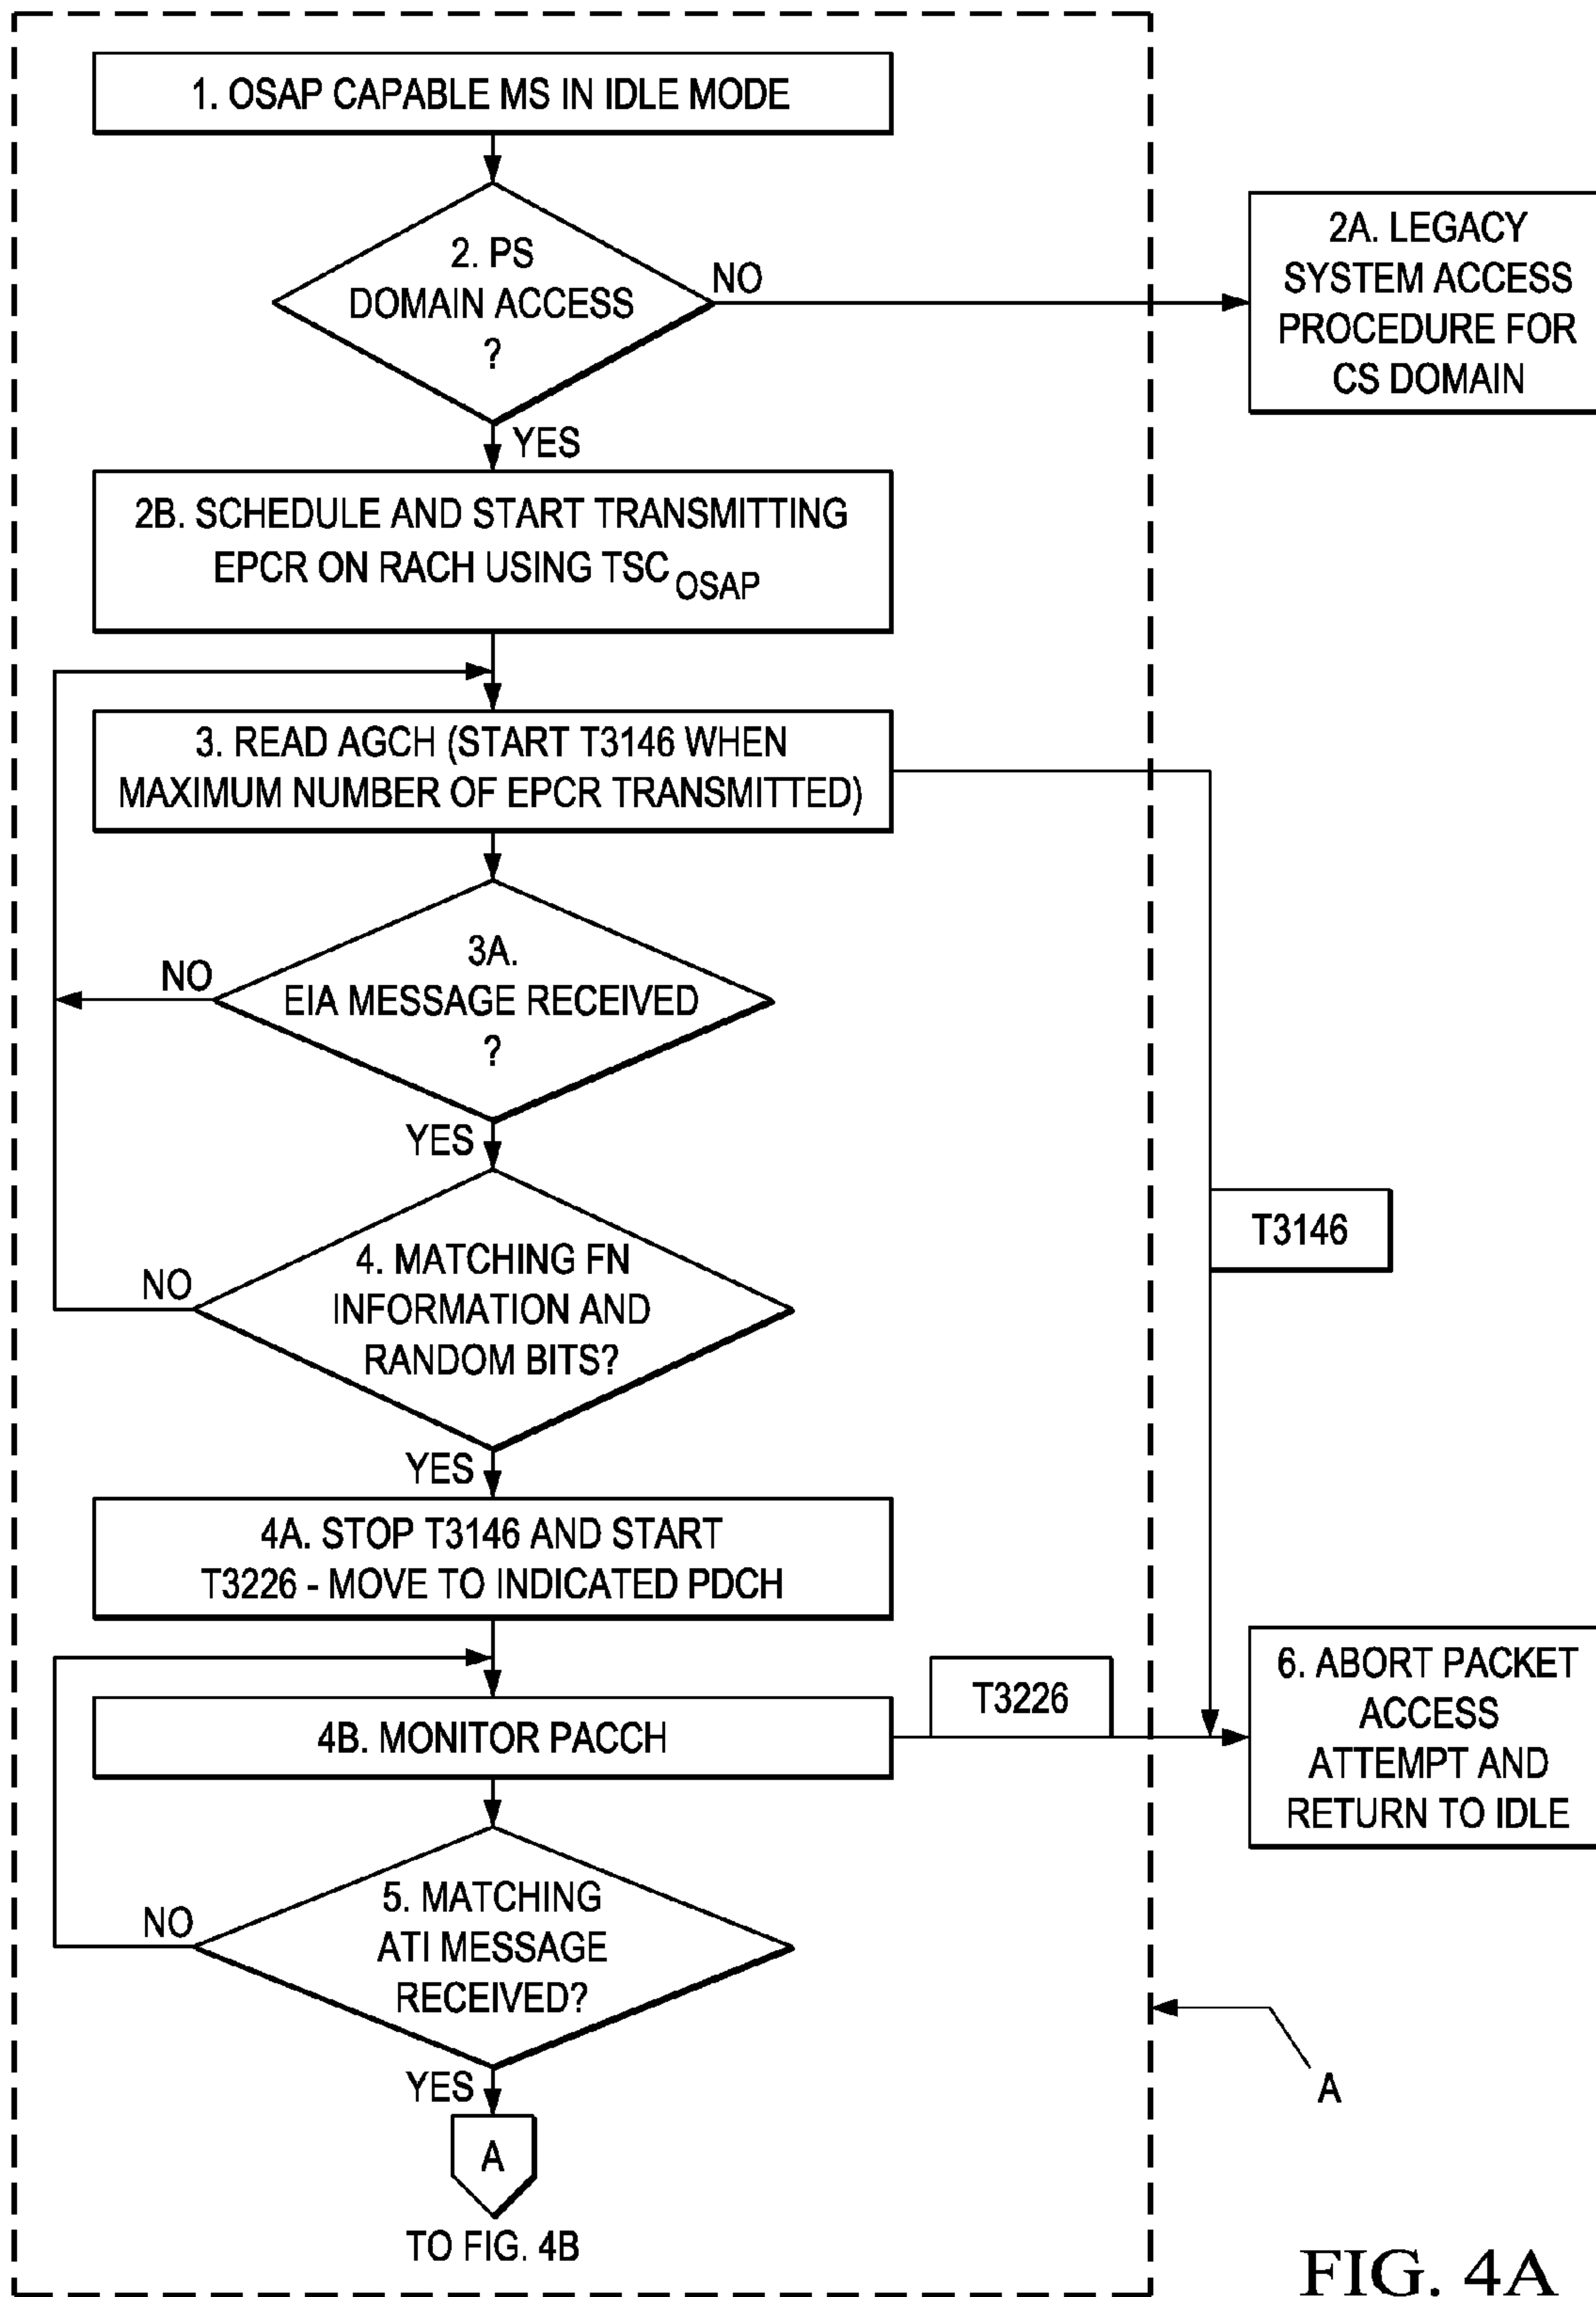 1. OSAP CAPABLE MS IN IDLE MODE
2. PS
DOMAIN ACCESS
?
NO
2A. LEGACY
SYSTEM ACCESS
PROCEDURE FOR
CS DOMAIN
YES
2B. SCHEDULE AND START TRANSMITTING
EPCR ON RACH USING TSC OSAP
3. READ AGCH (START T3146 WHEN
MAXIMUM NUMBER OF EPCR TRANSMITTED)
3A.
EIA MESSAGE RECEIVED
?
NO
YES
4. MATCHING FN
INFORMATION AND
RANDOM BITS?
NO
T3146
YES
4A. STOP T3146 AND START
T3226 - MOVE TO INDICATED PDCH
4B. MONITOR PACCH
T3226
6. ABORT PACKET
ACCESS
ATTEMPT AND
RETURN TO IDLE
5. MATCHING
ATI MESSAGE
RECEIVED?
NO
YES
A
A
TO FIG. 4B
FIG. 4A